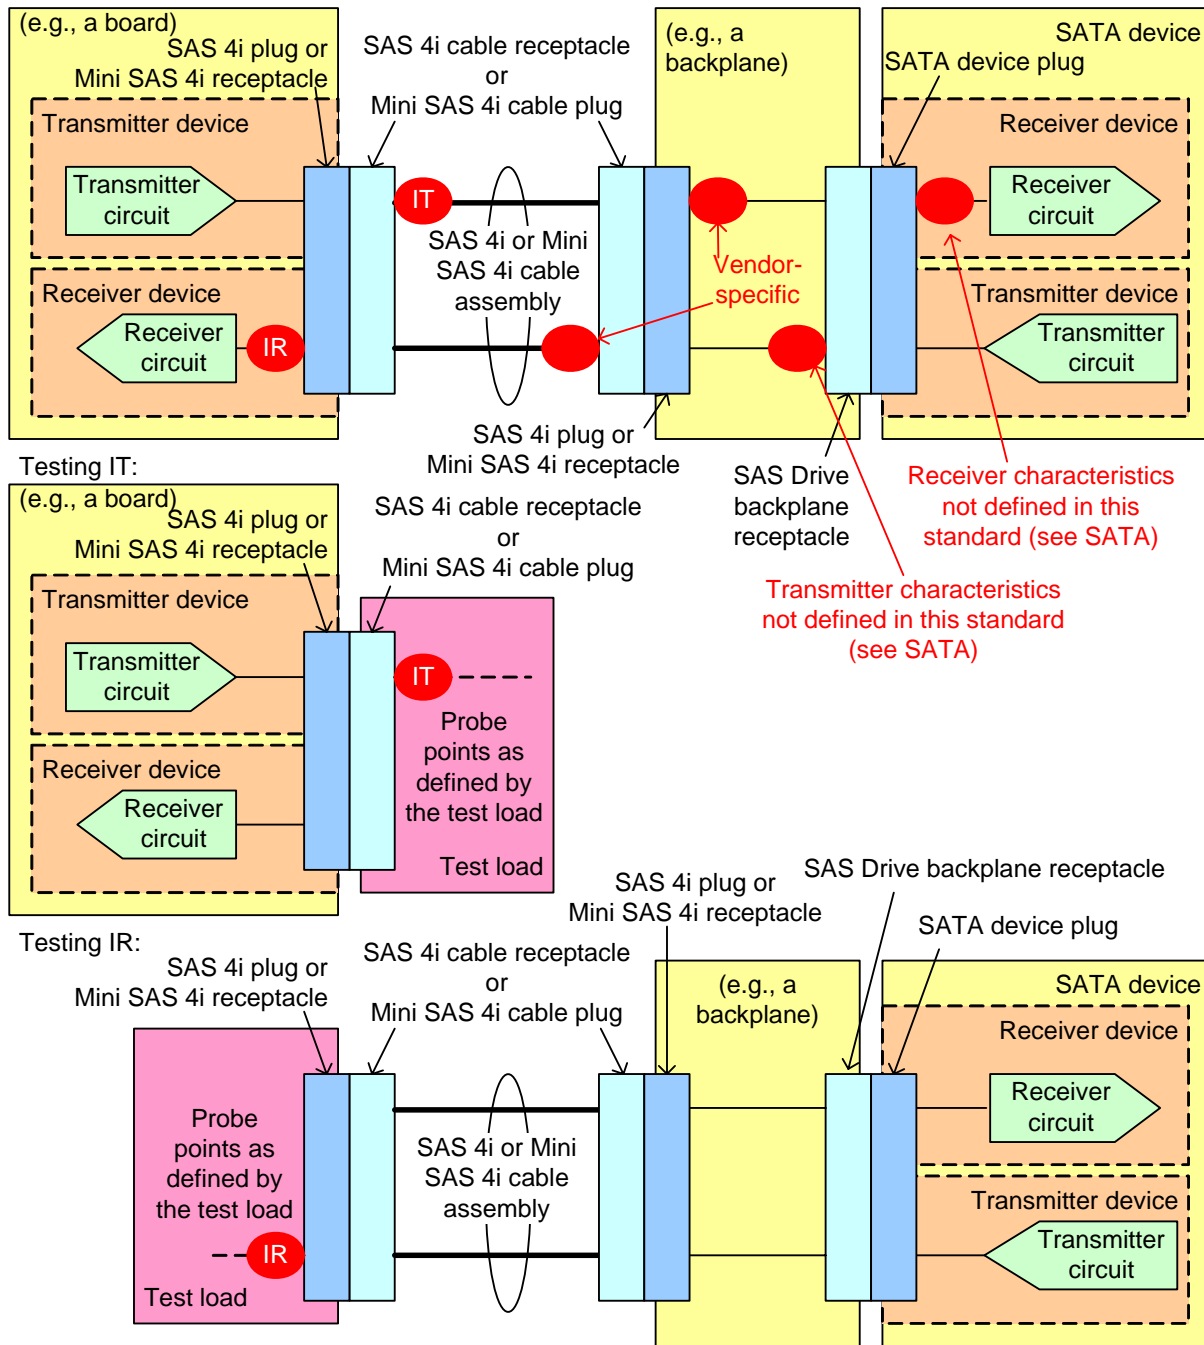 (e.g., a board)
SAS 4i plug or
Mini SAS 4i receptacle
SAS 4i cable receptacle
or
Mini SAS 4i cable plug
(e.g., a
backplane)
SATA device
SATA device plug
Transmitter device
Transmitter
circuit
Receiver device
Receiver
circuit
IR
IT
SAS 4i or Mini
SAS 4i cable
assembly
Vendor-
specific
Receiver device
Receiver
circuit
Transmitter device
Transmitter
circuit
SAS 4i plug or
Mini SAS 4i receptacle
SAS Drive
backplane
receptacle
Receiver characteristics
not defined in this
standard (see SATA)
Transmitter characteristics
not defined in this standard
(see SATA)
Testing IT:
(e.g., a board)
SAS 4i plug or
Mini SAS 4i receptacle
SAS 4i cable receptacle
or
Mini SAS 4i cable plug
Transmitter device
Transmitter
circuit
IT
Probe
points as
defined by
the test load
Test load
Receiver device
Receiver
circuit
Testing IR:
SAS 4i plug or
Mini SAS 4i receptacle
SAS 4i cable receptacle
or
Mini SAS 4i cable plug
SAS 4i plug or
Mini SAS 4i receptacle
SAS Drive backplane receptacle
SATA device plug
(e.g., a
backplane)
SATA device
Probe
points as
defined by
the test load
IR
Test load
SAS 4i or Mini
SAS 4i cable
assembly
Receiver device
Receiver
circuit
Transmitter device
Transmitter
circuit